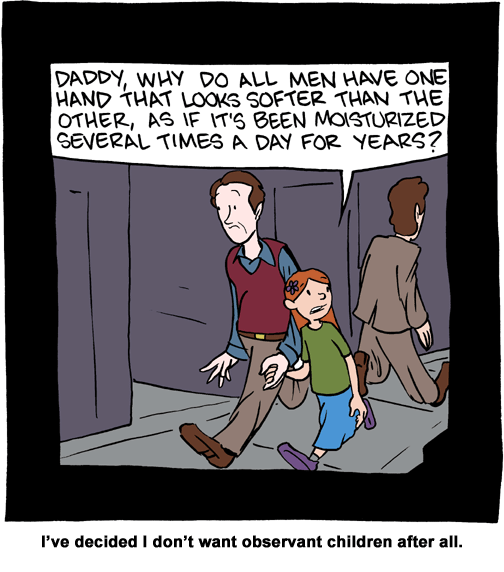 DADDY, WHY DO ALL MEN HAVE ONE
HAND THAT LOOKS SOFTER THAN THE
OTHER, AS IF IT'S BEEN MOISTURIZED
SEVERAL TIMES A DAY FOR YEARS?
I've decided I don't want observant children after all.